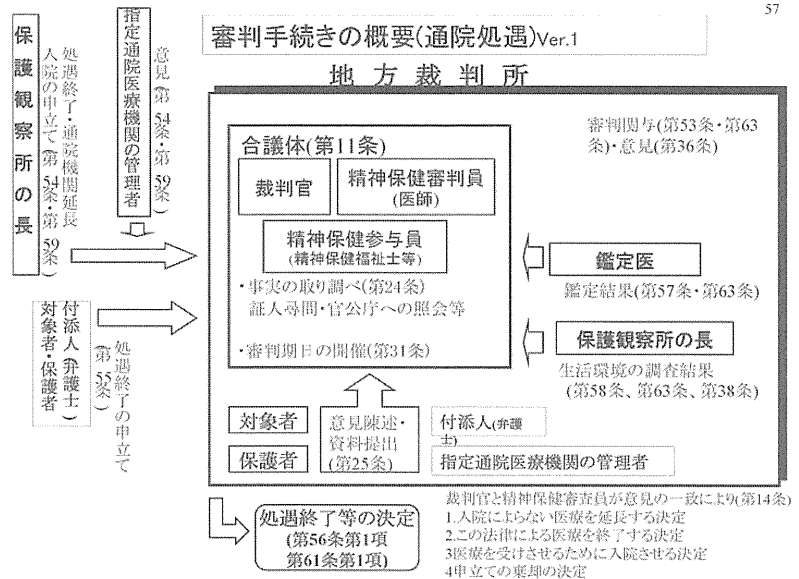 57
審判手続きの概要(通院処遇)Ver.1
地方裁判所
保護観察所の長
処遇終了・通院機関延長
入院の申立て(第54条・第59条)
指定通院医療機関の管理者
意見(第54条・第59条)
付添人(弁護士)
対象者・保護者
処遇終了の申立て
(第55条)
合議体(第11条)
裁判官
精神保健審判員
(医師)
精神保健参与員
(精神保健福祉士等)
・事実の取り調べ(第24条)
証人尋問・官公庁への照会等
・審判期日の開催(第31条)
審判関与(第53条・第63
条)・意見(第36条)
鑑定医
鑑定結果(第57条・第63条)
保護観察所の長
生活環境の調査結果
(第58条、第63条、第38条)
対象者
保護者
意見陳述・
資料提出
(第25条)
付添人(弁護
士)
指定通院医療機関の管理者
処遇終了等の決定
(第56条第1項
第61条第1項)
裁判官と精神保健審査員が意見の一致により(第14条)
1.入院によらない医療を延長する決定
2.この法律による医療を終了する決定
3医療を受けさせるために入院させる決定
4申立ての棄却の決定